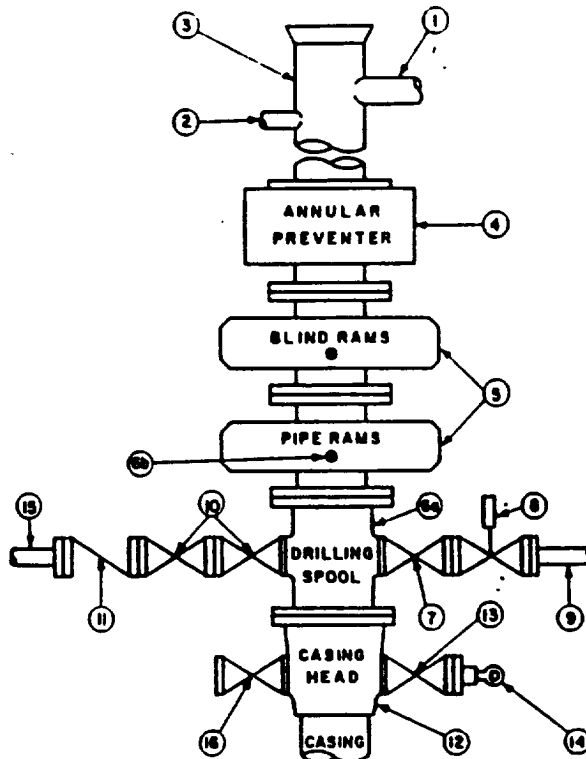 1
3
2
ANNULAR
PREVENTER
4
BLIND RAMS
5
PIPE RAMS
6b
6a
8
15
10
DRILLING
SPOOL
11
7
9
13
CASING
HEAD
16
12
14
CASING